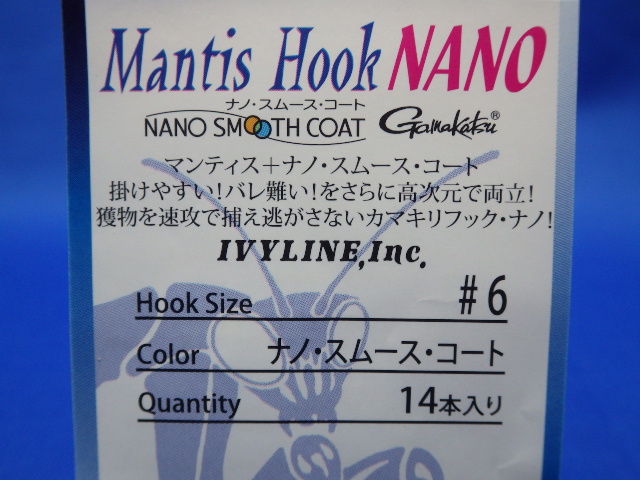 Mantis Hook NANO
ナノ・スムース・コート
NANO SMOOTH COAT Gamakatsu®
マンティス+ナノ・スムース・コート
掛けやすい!バレ難い!をさらに高次元で両立!
獲物を速攻で捕え逃がさないカマキリフック・ナノ!
IVYLINE,Inc.
Hook Size #6
Color ナノ・スムース・コート
Quantity 14本入り